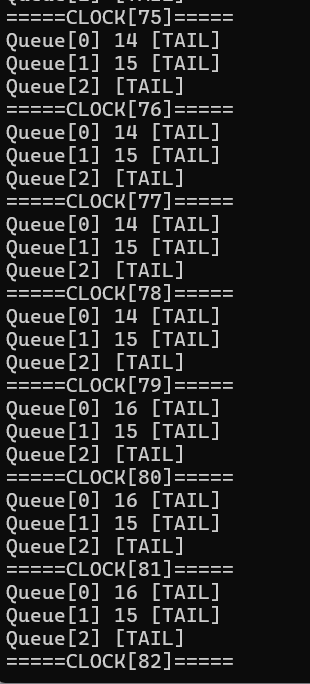 =====CLOCK[75]=====
Queue[0] 14 [TAIL]
Queue[1] 15 [TAIL]
Queue[2] [TAIL]
=====CLOCK[76]=====
Queue[0] 14 [TAIL]
Queue[1] 15 [TAIL]
Queue[2] [TAIL]
=====CLOCK[77]=====
Queue[0] 14 [TAIL]
Queue[1] 15 [TAIL]
Queue[2] [TAIL]
=====CLOCK[78]=====
Queue[0] 14 [TAIL]
Queue[1] 15 [TAIL]
Queue[2] [TAIL]
=====CLOCK[79]=====
Queue[0] 16 [TAIL]
Queue[1] 15 [TAIL]
Queue[2] [TAIL]
=====CLOCK[80]=====
Queue[0] 16 [TAIL]
Queue[1] 15 [TAIL]
Queue[2] [TAIL]
=====CLOCK[81]=====
Queue[0] 16 [TAIL]
Queue[1] 15 [TAIL]
Queue[2] [TAIL]
=====CLOCK[82]=====